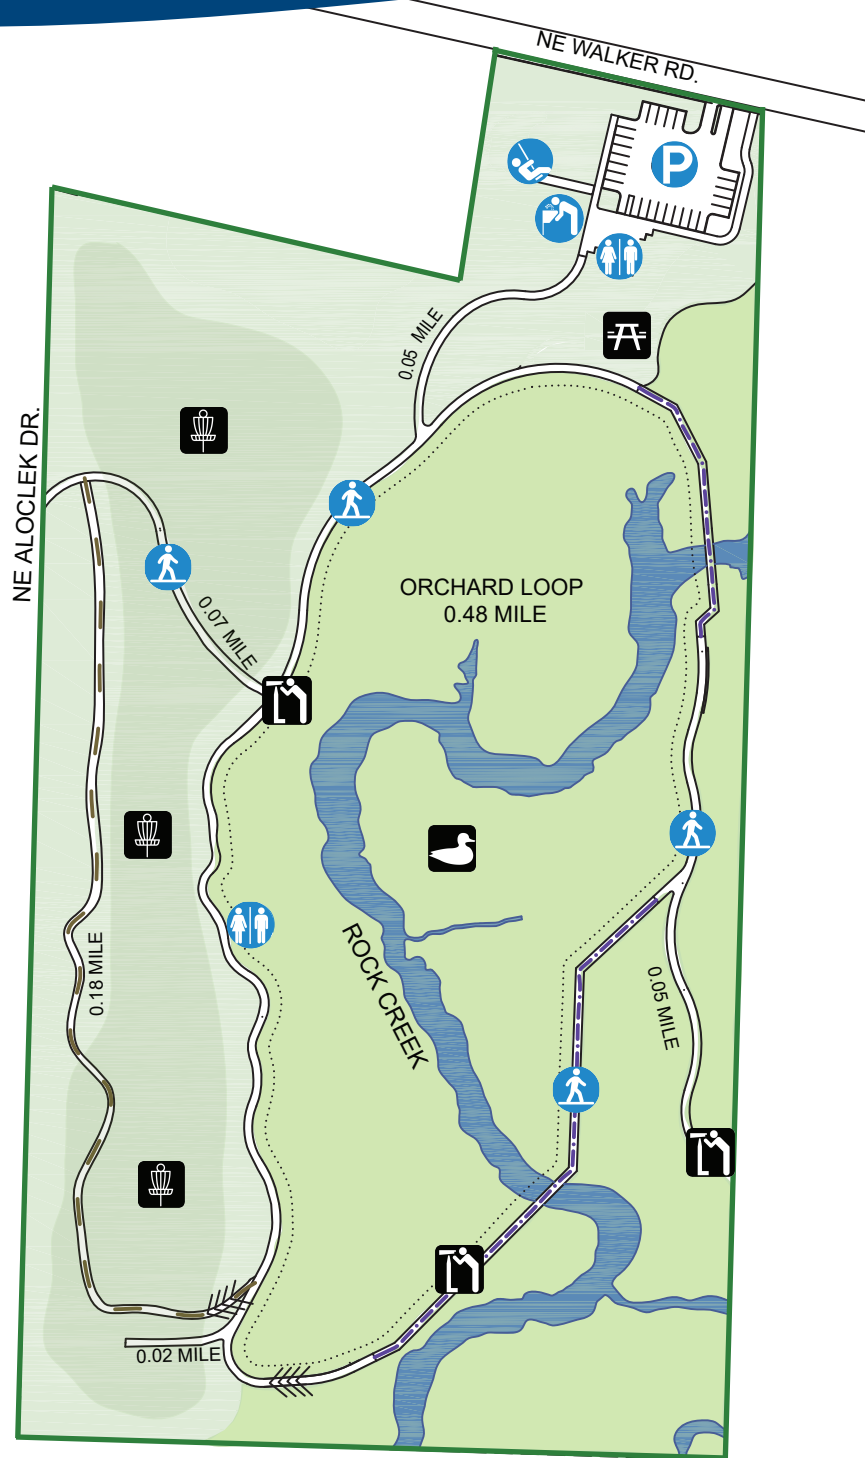 NE WALKER RD.
P
0.05 MILE
NE ALOCLEK DR.
0.07 MILE
ORCHARD LOOP
0.48 MILE
ROCK CREEK
0.18 MILE
0.05 MILE
0.02 MILE